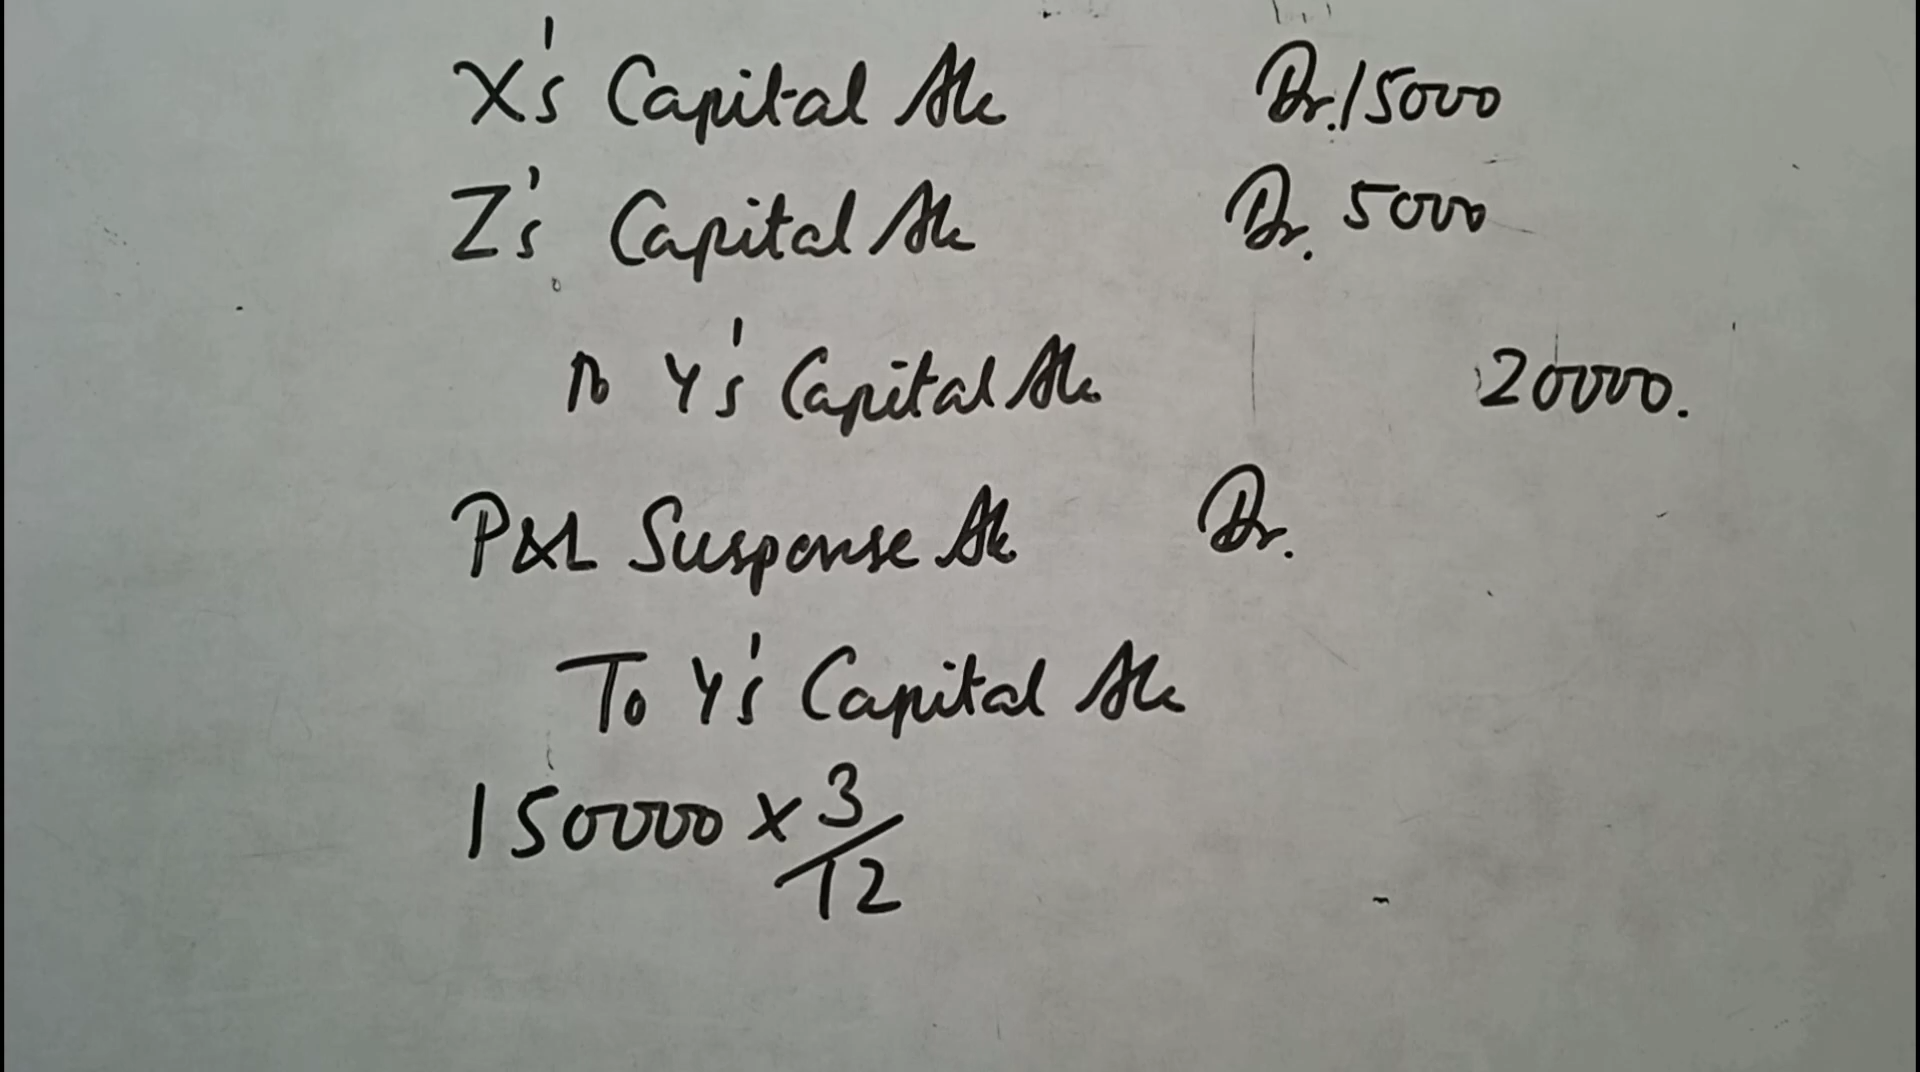 X's Capital A/c Dr. 15000
Z's Capital A/c Dr. 5000
To Y's Capital A/c 20000.
P&L Suspense A/c Dr.
To Y's Capital A/c
150000 × 3/12